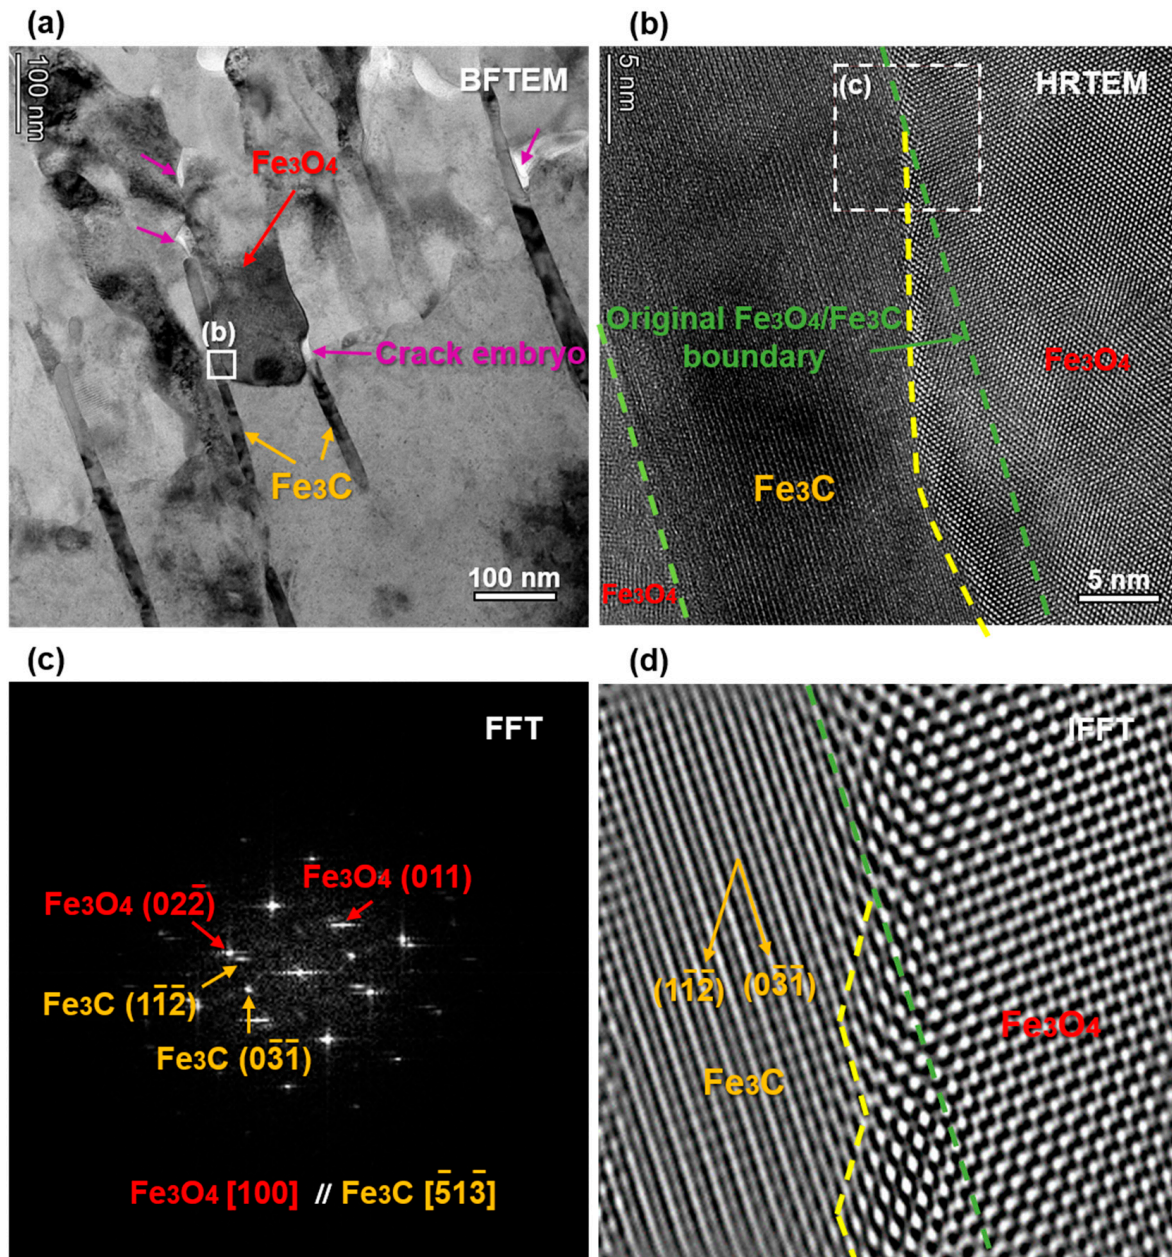 (a)
100 nm
BFTEM
Fe₃O₄
(b)
Crack embryo
Fe₃C
100 nm
(b)
5 nm
(c)
HRTEM
Original Fe₃O₄/Fe₃C
boundary
Fe₃O₄
Fe₃C
Fe₃O₄
5 nm
(c)
FFT
Fe₃O₄ (011)
Fe₃O₄ (022̄)
Fe₃C (11̄2̄)
Fe₃C (03̄1̄)
Fe₃O₄ [100] // Fe₃C [5̄13̄]
(d)
IFFT
(11̄2̄) (03̄1̄)
Fe₃O₄
Fe₃C